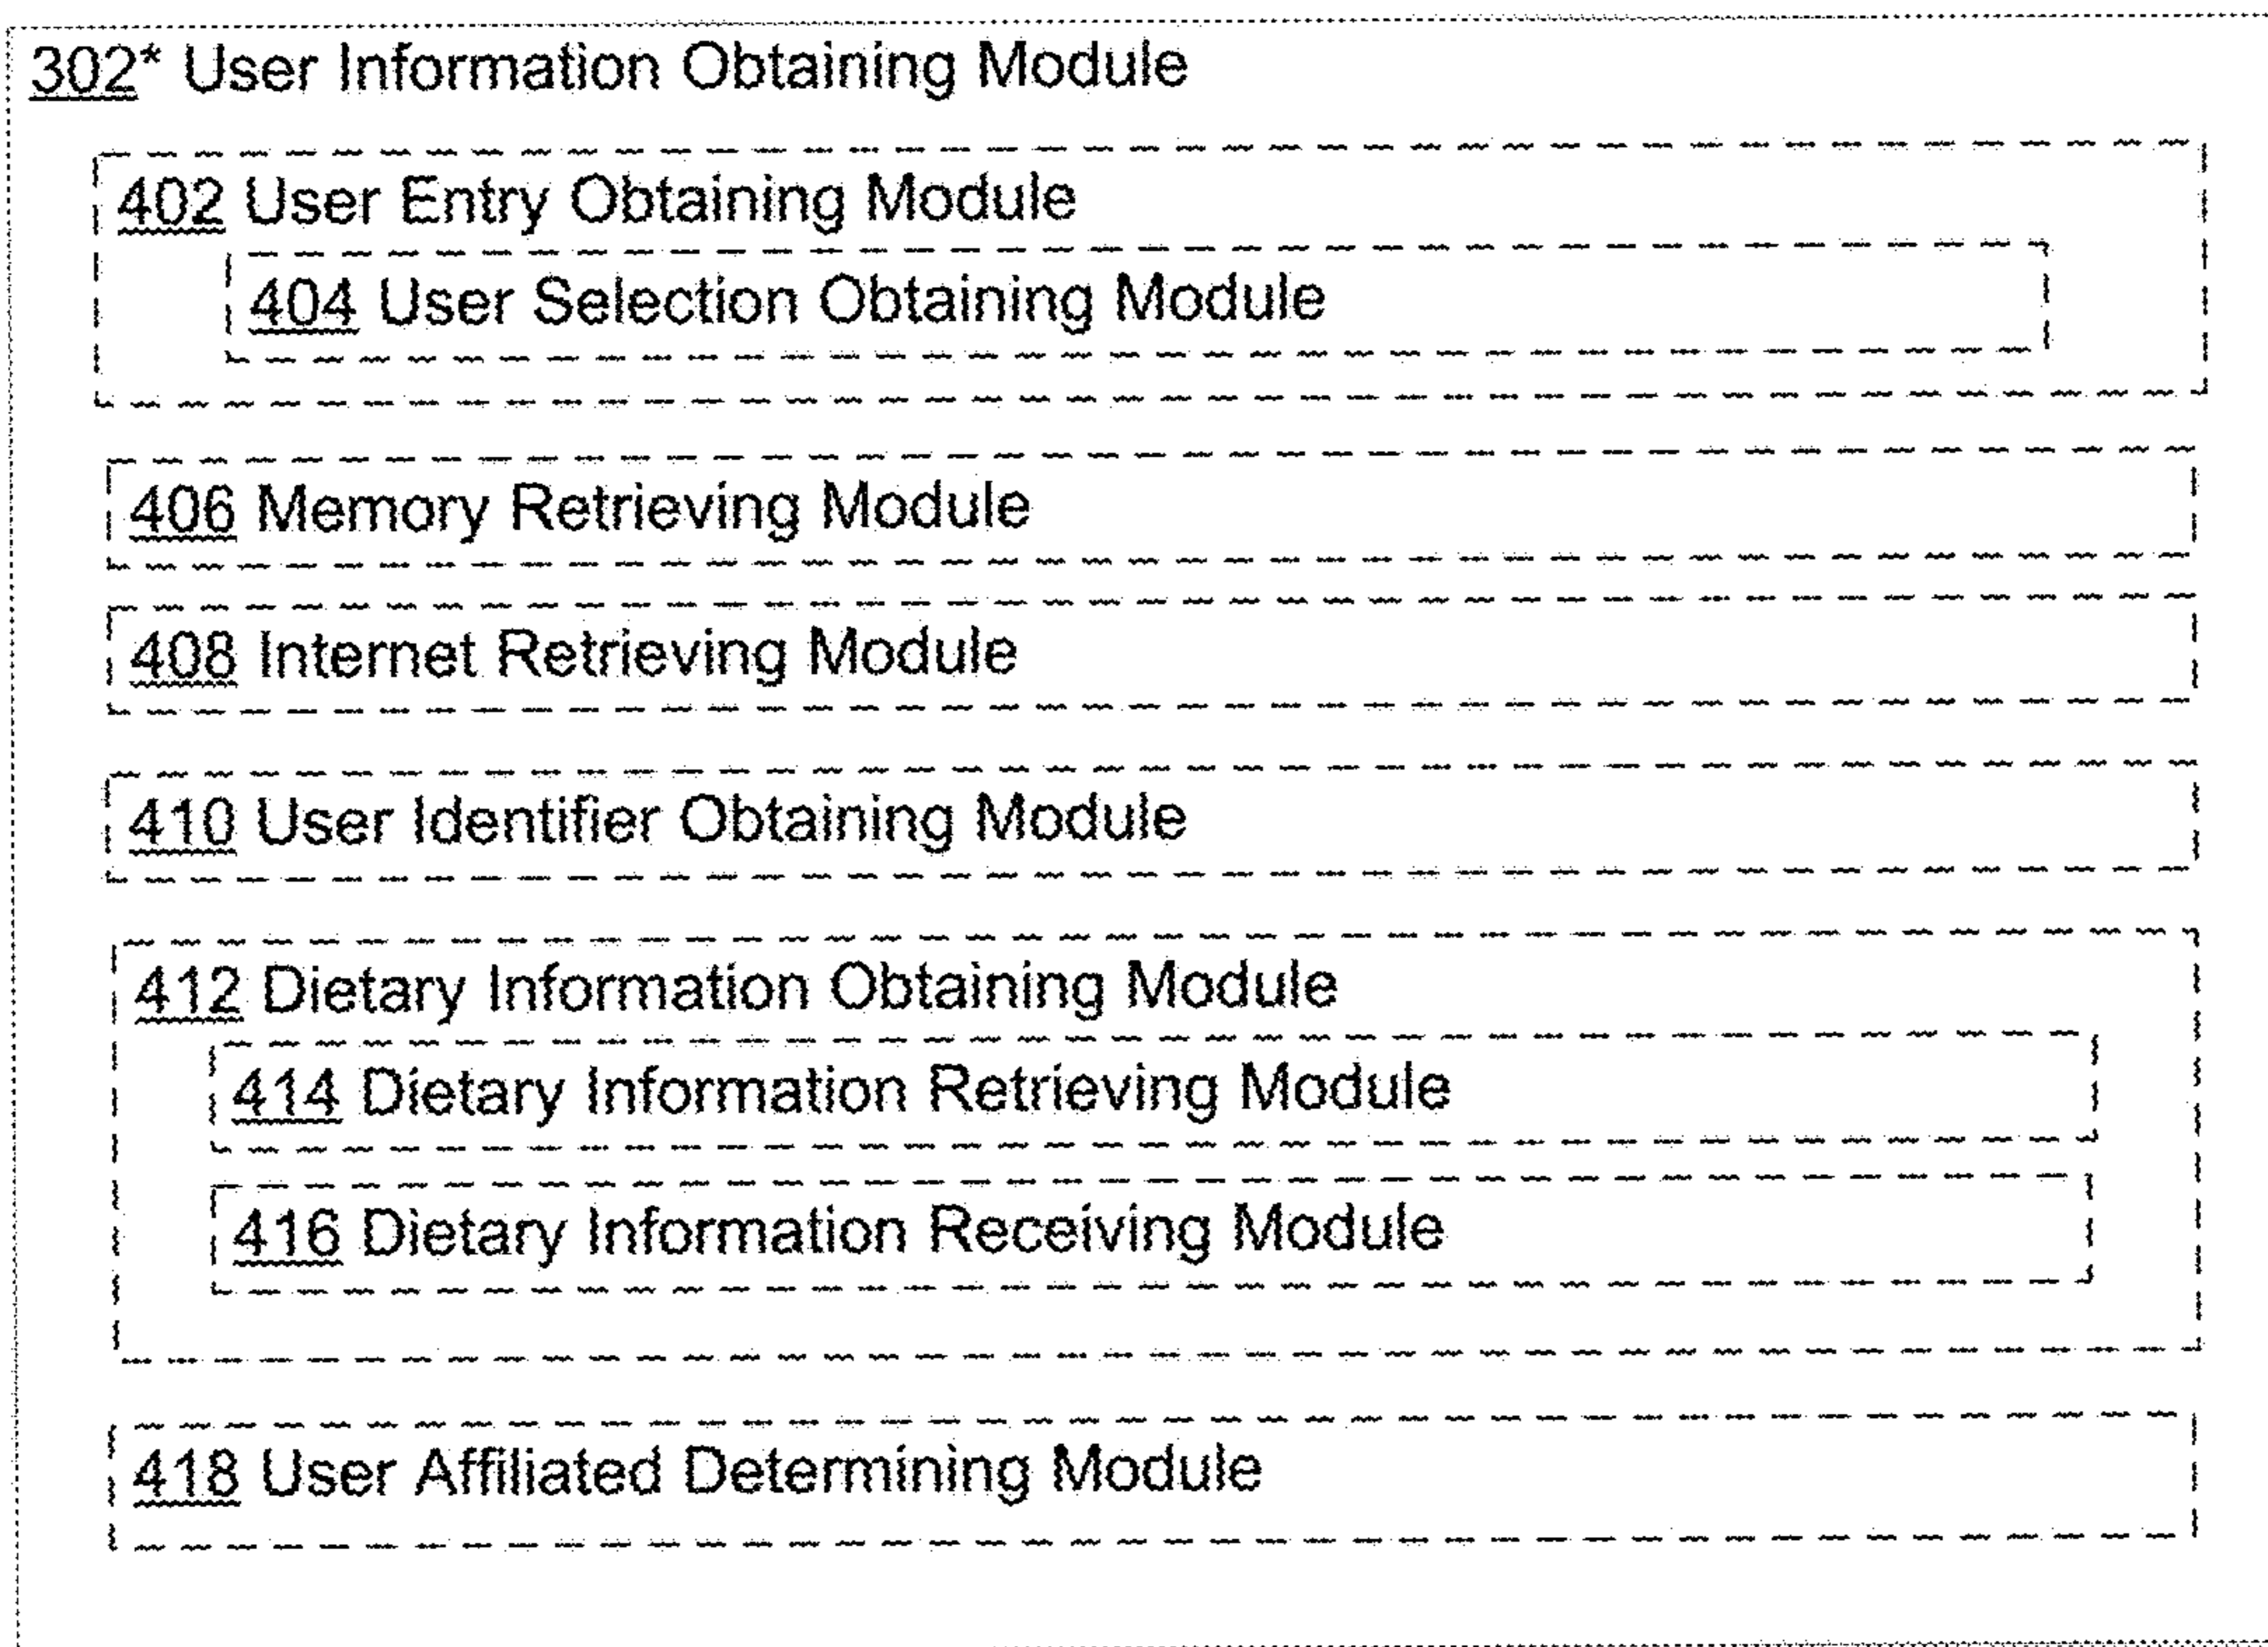 302* User Information Obtaining Module
402 User Entry Obtaining Module
404 User Selection Obtaining Module
406 Memory Retrieving Module
408 Internet Retrieving Module
410 User Identifier Obtaining Module
412 Dietary Information Obtaining Module
414 Dietary Information Retrieving Module
416 Dietary Information Receiving Module
418 User Affiliated Determining Module